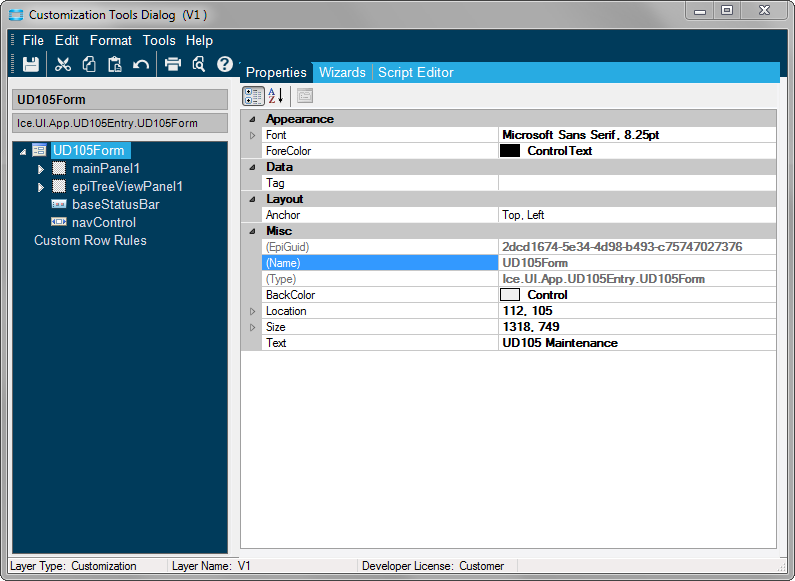 Customization Tools Dialog (V1 )
File Edit Format Tools Help
Properties Wizards Script Editor
UD105Form
Ice.UI.App.UD105Entry.UD105Form
UD105Form
mainPanel1
epiTreeViewPanel1
baseStatusBar
navControl
Custom Row Rules
Appearance
Font Microsoft Sans Serif, 8.25pt
ForeColor ControlText
Data
Tag
Layout
Anchor Top, Left
Misc
(EpiGuid) 2dcd1674-5e34-4d98-b493-c75747027376
(Name) UD105Form
(Type) Ice.UI.App.UD105Entry.UD105Form
BackColor Control
Location 112, 105
Size 1318, 749
Text UD105 Maintenance
Layer Type: Customization Layer Name: V1 Developer License: Customer